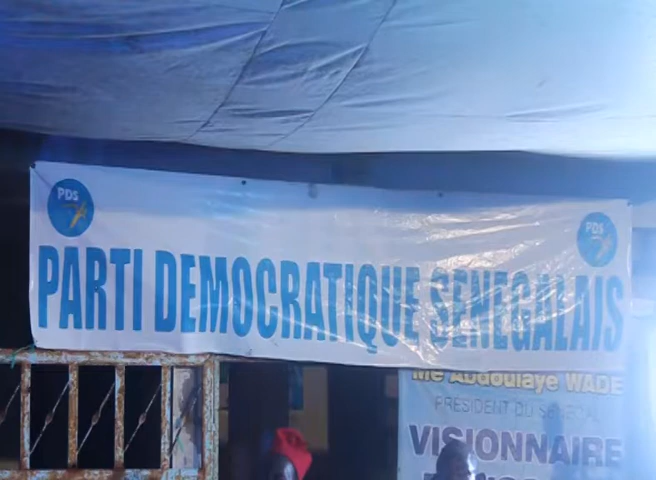 PDS
PDS
PARTI DEMOCRATIQUE SENEGALAIS
Me Abdoulaye WADE
PRESIDENT DU SENEGAL
VISIONNAIRE